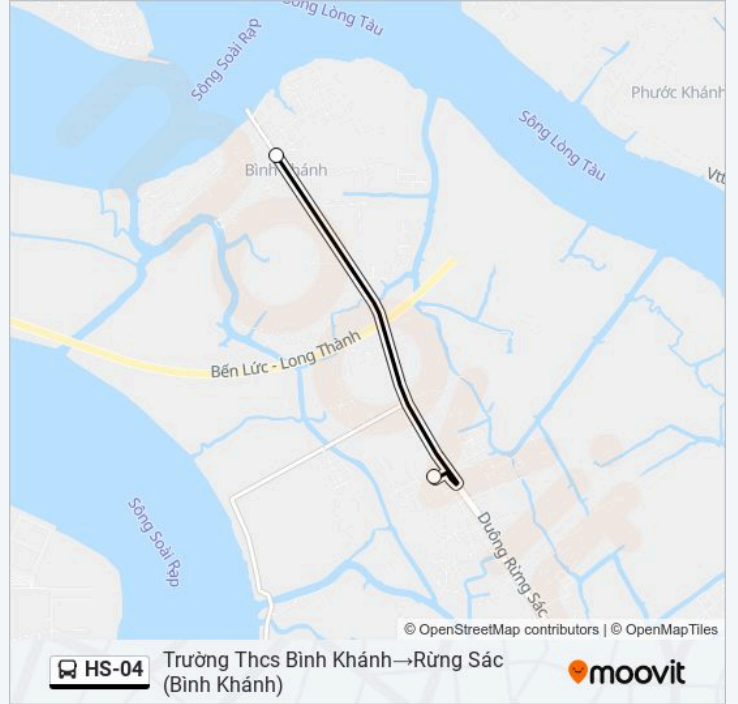 Sông Lòng Tàu
Sông Soài Rạp
Phước Khánh
Sông Lòng Tàu
Bình Khánh
Bến Lức - Long Thành
Sông Soài Rạp
Duông Rừng Sác
© OpenStreetMap contributors | © OpenMapTiles
HS-04
Trường Thcs Bình Khánh→Rừng Sác
(Bình Khánh)
moovit